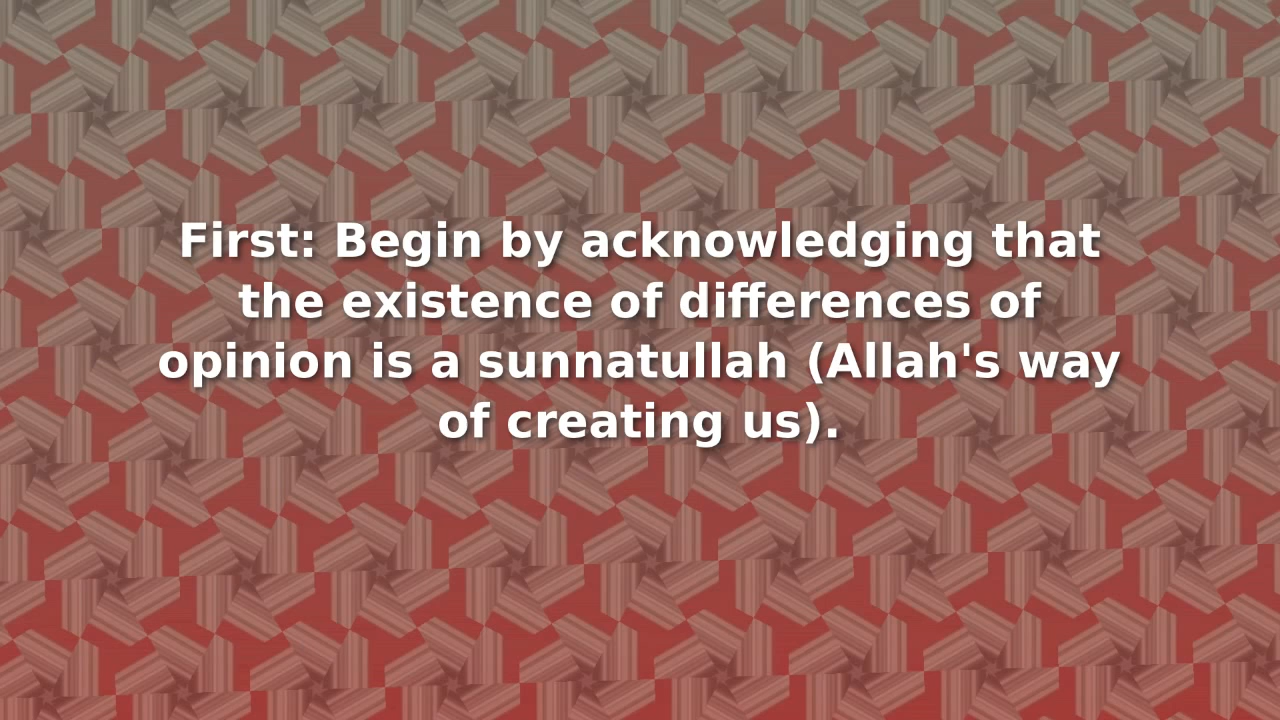 First: Begin by acknowledging that
the existence of differences of
opinion is a sunnatullah (Allah's way
of creating us).